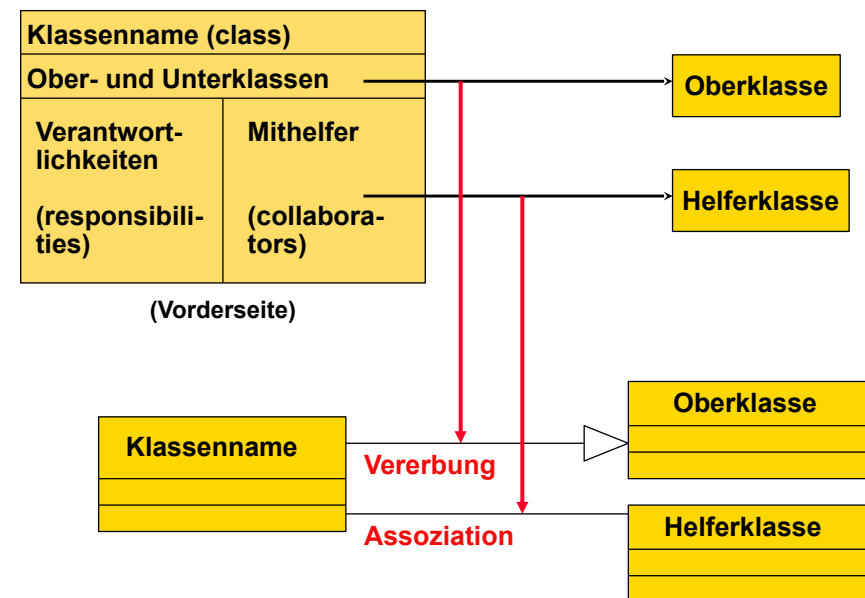 Klassenname (class)
Ober- und Unterklassen
Oberklasse
Verantwort-
lichkeiten
(responsibili-
ties)
Mithelfer
(collabora-
tors)
Helferklasse
(Vorderseite)
Klassenname
Vererbung
Assoziation
Oberklasse
Helferklasse